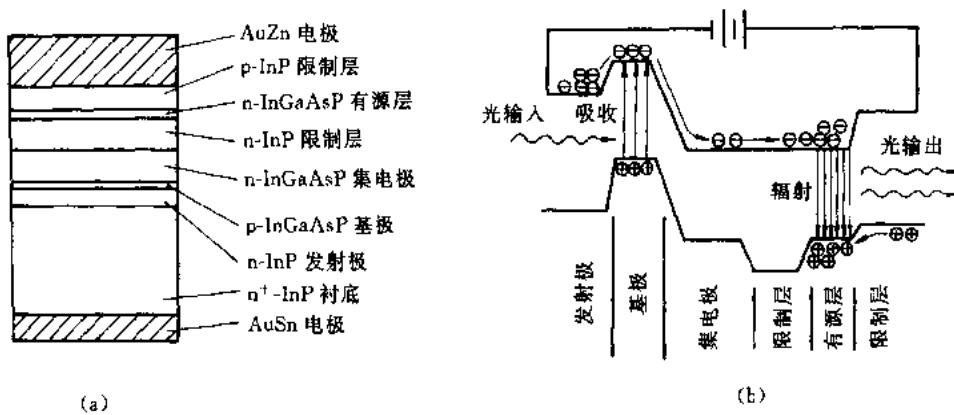 AuZn 电极
p-InP 限制层
n-InGaAsP 有源层
n-InP 限制层
n-InGaAsP 集电极
p-InGaAsP 基极
n-InP 发射极
n⁺-InP 衬底
AuSn 电极
(a)
光输入
吸收
辐射
光输出
发射极
基极
集电极
限制层
有源层
限制层
(b)